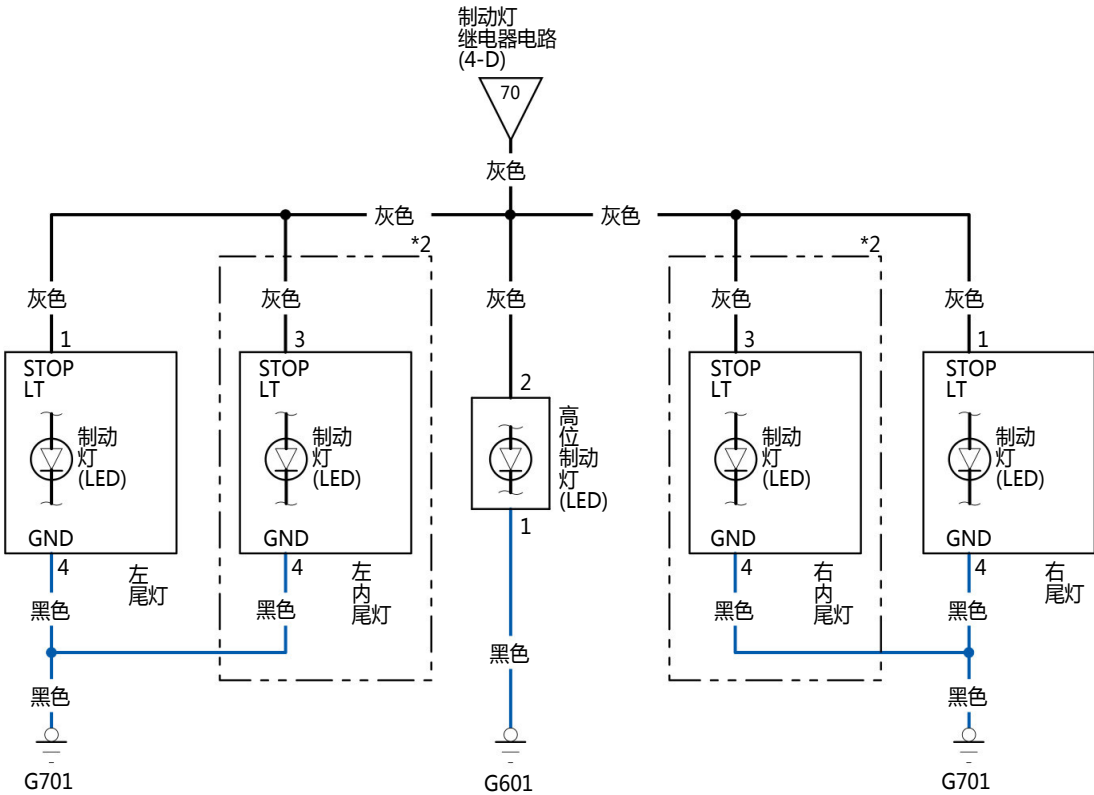 制动灯
继电器电路
(4-D)
70
灰色
灰色
灰色
*2
*2
灰色
灰色
灰色
灰色
灰色
1
3
2
3
1
STOP
LT
制动
灯
(LED)
GND
4
左
尾灯
STOP
LT
制动
灯
(LED)
GND
4
左
内
尾灯
高
位
制动
灯
(LED)
1
STOP
LT
制动
灯
(LED)
GND
4
右
内
尾灯
STOP
LT
制动
灯
(LED)
GND
4
右
尾灯
黑色
黑色
黑色
黑色
黑色
黑色
黑色
G701
G601
G701